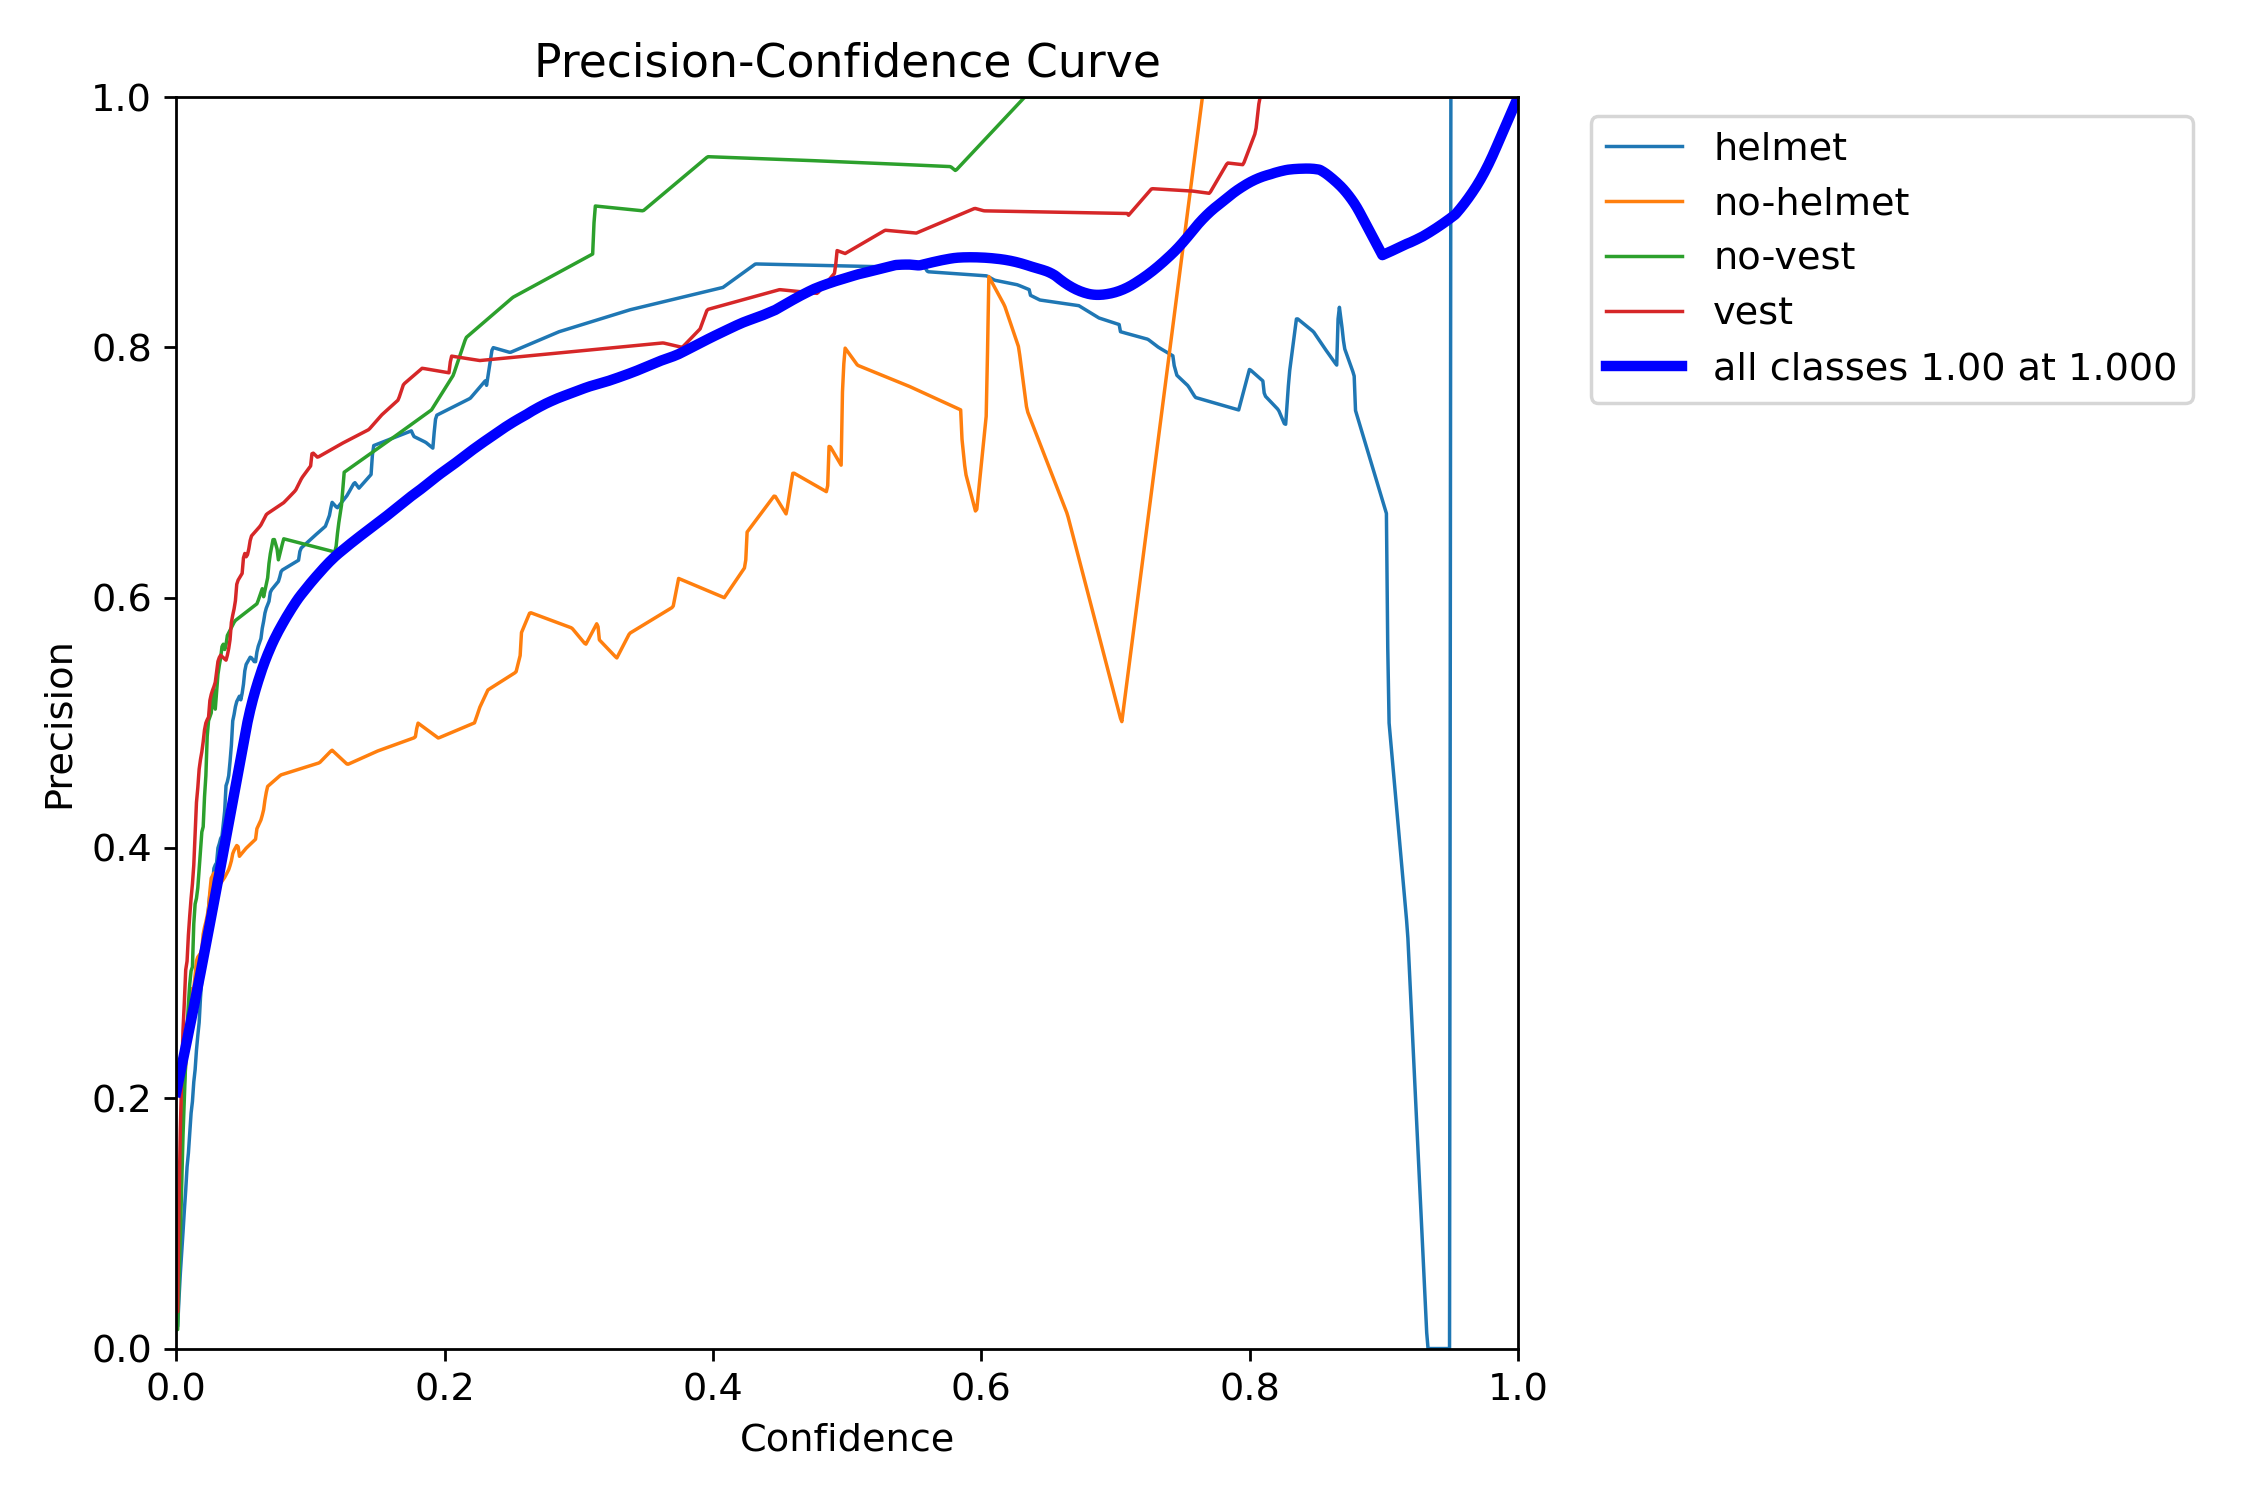 Precision-Confidence Curve
1.0
0.8
0.6
0.4
0.2
0.0
Precision
0.0 0.2 0.4 0.6 0.8 1.0
Confidence
helmet
no-helmet
no-vest
vest
all classes 1.00 at 1.000